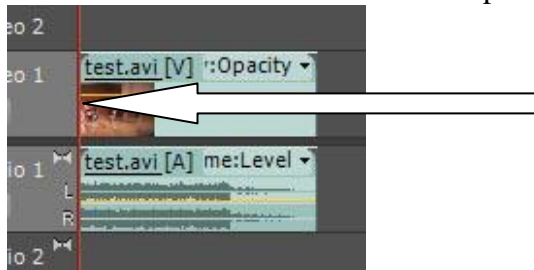 eo 2
eo 1
test.avi [V] r:Opacity
io 1
test.avi [A] me:Level
L
R
io 2